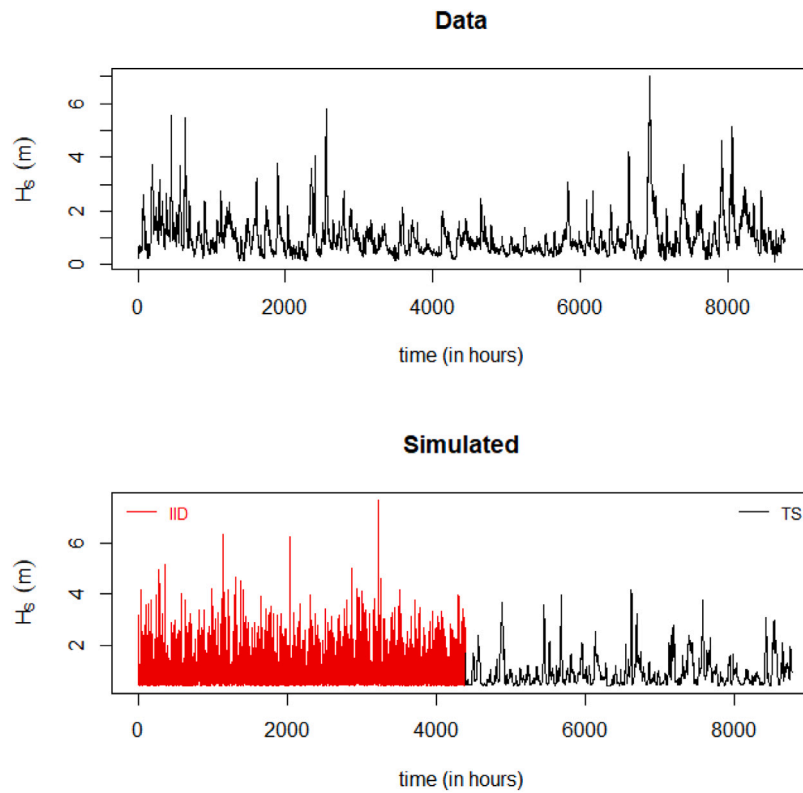 Data
6
4
2
0
Hs (m)
0 2000 4000 6000 8000
time (in hours)
Simulated
IID TS
6
4
2
Hs (m)
0 2000 4000 6000 8000
time (in hours)